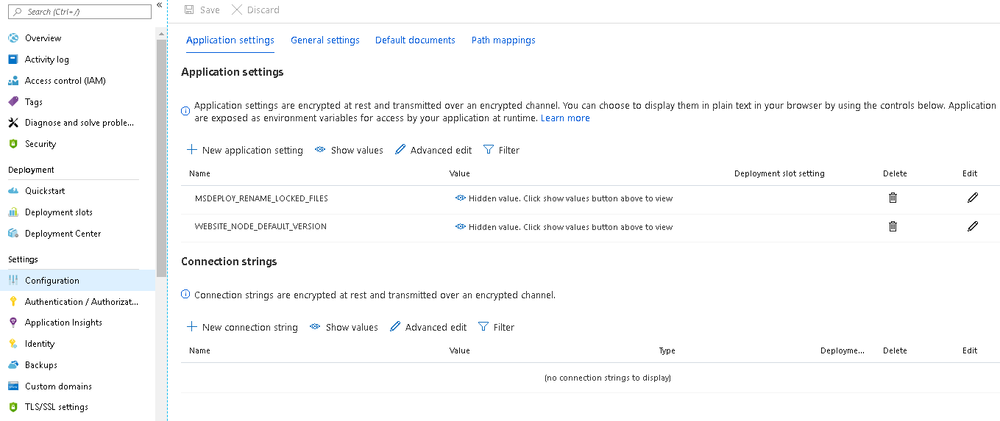 Search (Ctrl+/)
«
Overview
Activity log
Access control (IAM)
Tags
Diagnose and solve proble...
Security
Deployment
Quickstart
Deployment slots
Deployment Center
Settings
Configuration
Authentication / Authorizat...
Application Insights
Identity
Backups
Custom domains
TLS/SSL settings
Save Discard
Application settings General settings Default documents Path mappings
Application settings
Application settings are encrypted at rest and transmitted over an encrypted channel. You can choose to display them in plain text in your browser by using the controls below. Application
are exposed as environment variables for access by your application at runtime. Learn more
New application setting Show values Advanced edit Filter
Name Value Deployment slot setting Delete Edit
MSDEPLOY_RENAME_LOCKED_FILES Hidden value. Click show values button above to view
WEBSITE_NODE_DEFAULT_VERSION Hidden value. Click show values button above to view
Connection strings
Connection strings are encrypted at rest and transmitted over an encrypted channel.
New connection string Show values Advanced edit Filter
Name Value Type Deployme... Delete Edit
(no connection strings to display)